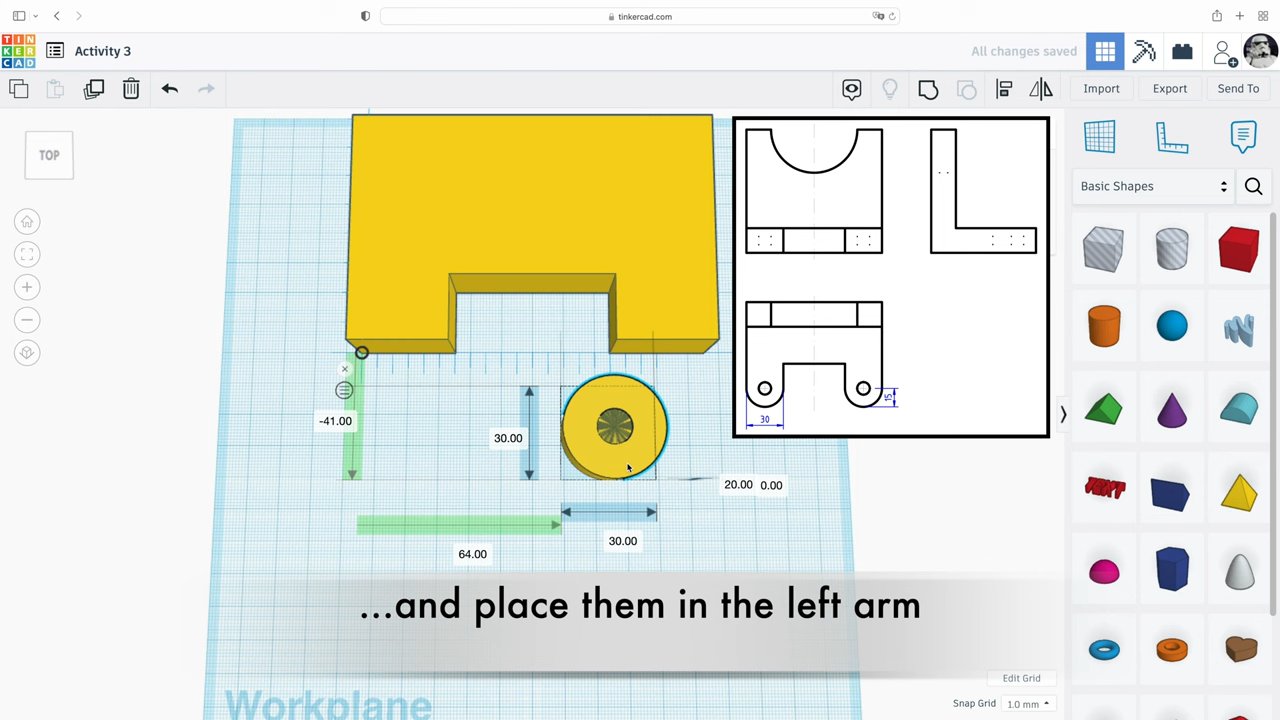 tinkercad.com
TIN
KER
CAD
Activity 3
All changes saved
Import
Export
Send To
TOP
Basic Shapes
-41.00
30.00
20.00
0.00
30.00
64.00
15
30
TEXT
...and place them in the left arm
Workplane
Edit Grid
Snap Grid
1.0 mm